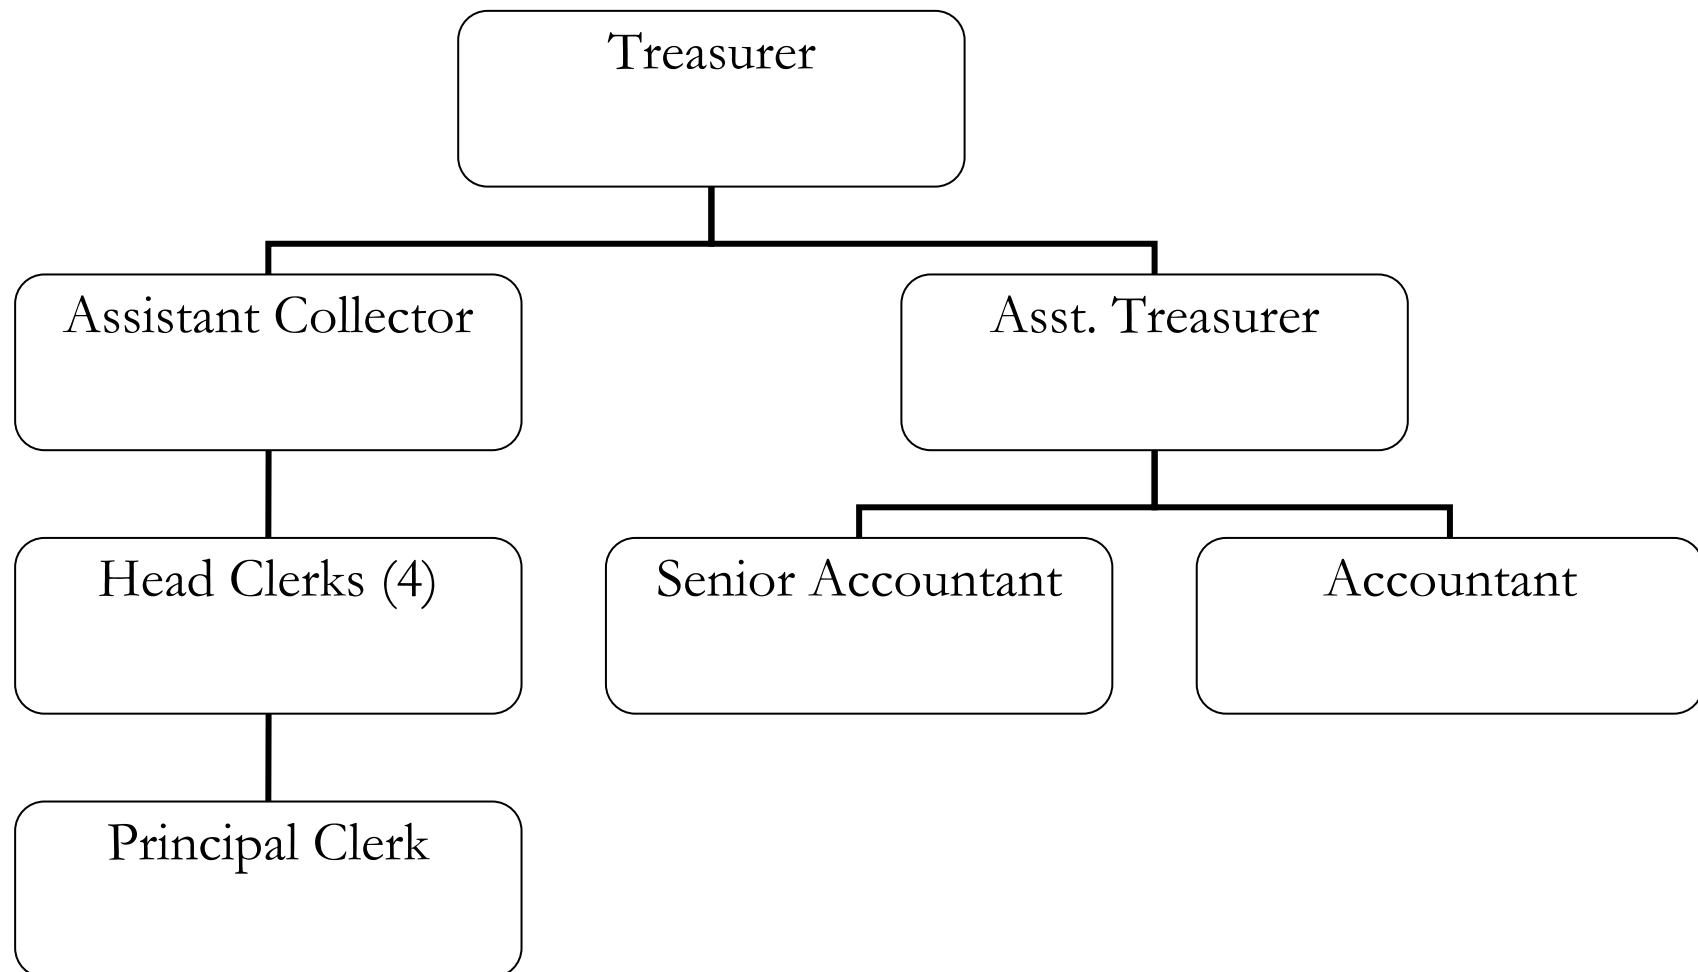 Treasurer
Assistant Collector
Asst. Treasurer
Head Clerks (4)
Senior Accountant
Accountant
Principal Clerk